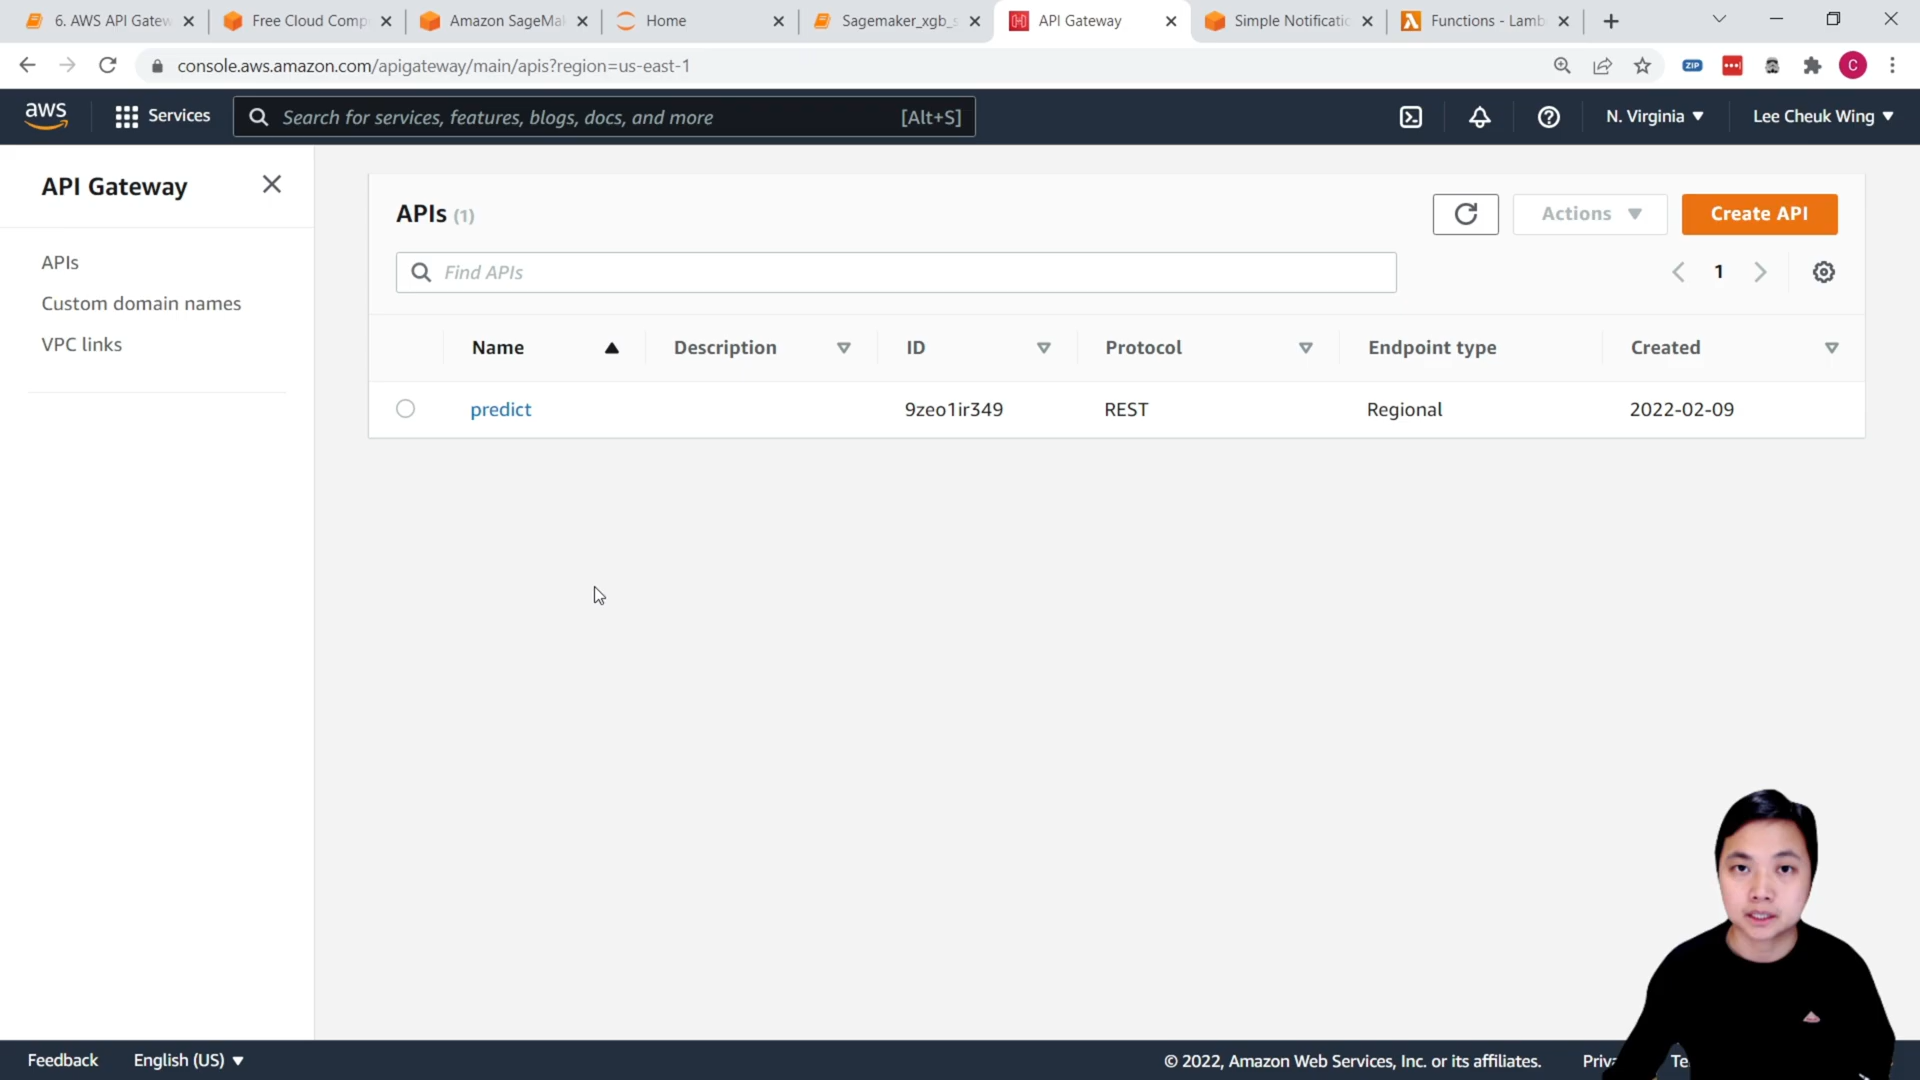 6. AWS API Gatew
Free Cloud Comp
Amazon SageMa
Home
Sagemaker_xgb_s
API Gateway
Simple Notificatio
Functions - Lamb
console.aws.amazon.com/apigateway/main/apis?region=us-east-1
ZIP
C
aws
Services
Search for services, features, blogs, docs, and more
[Alt+S]
N. Virginia
Lee Cheuk Wing
API Gateway
APIs
Custom domain names
VPC links
APIs (1)
Actions
Create API
Find APIs
1
Name Description ID Protocol Endpoint type Created
predict 9zeo1ir349 REST Regional 2022-02-09
Feedback
English (US)
© 2022, Amazon Web Services, Inc. or its affiliates.
Priva
Te